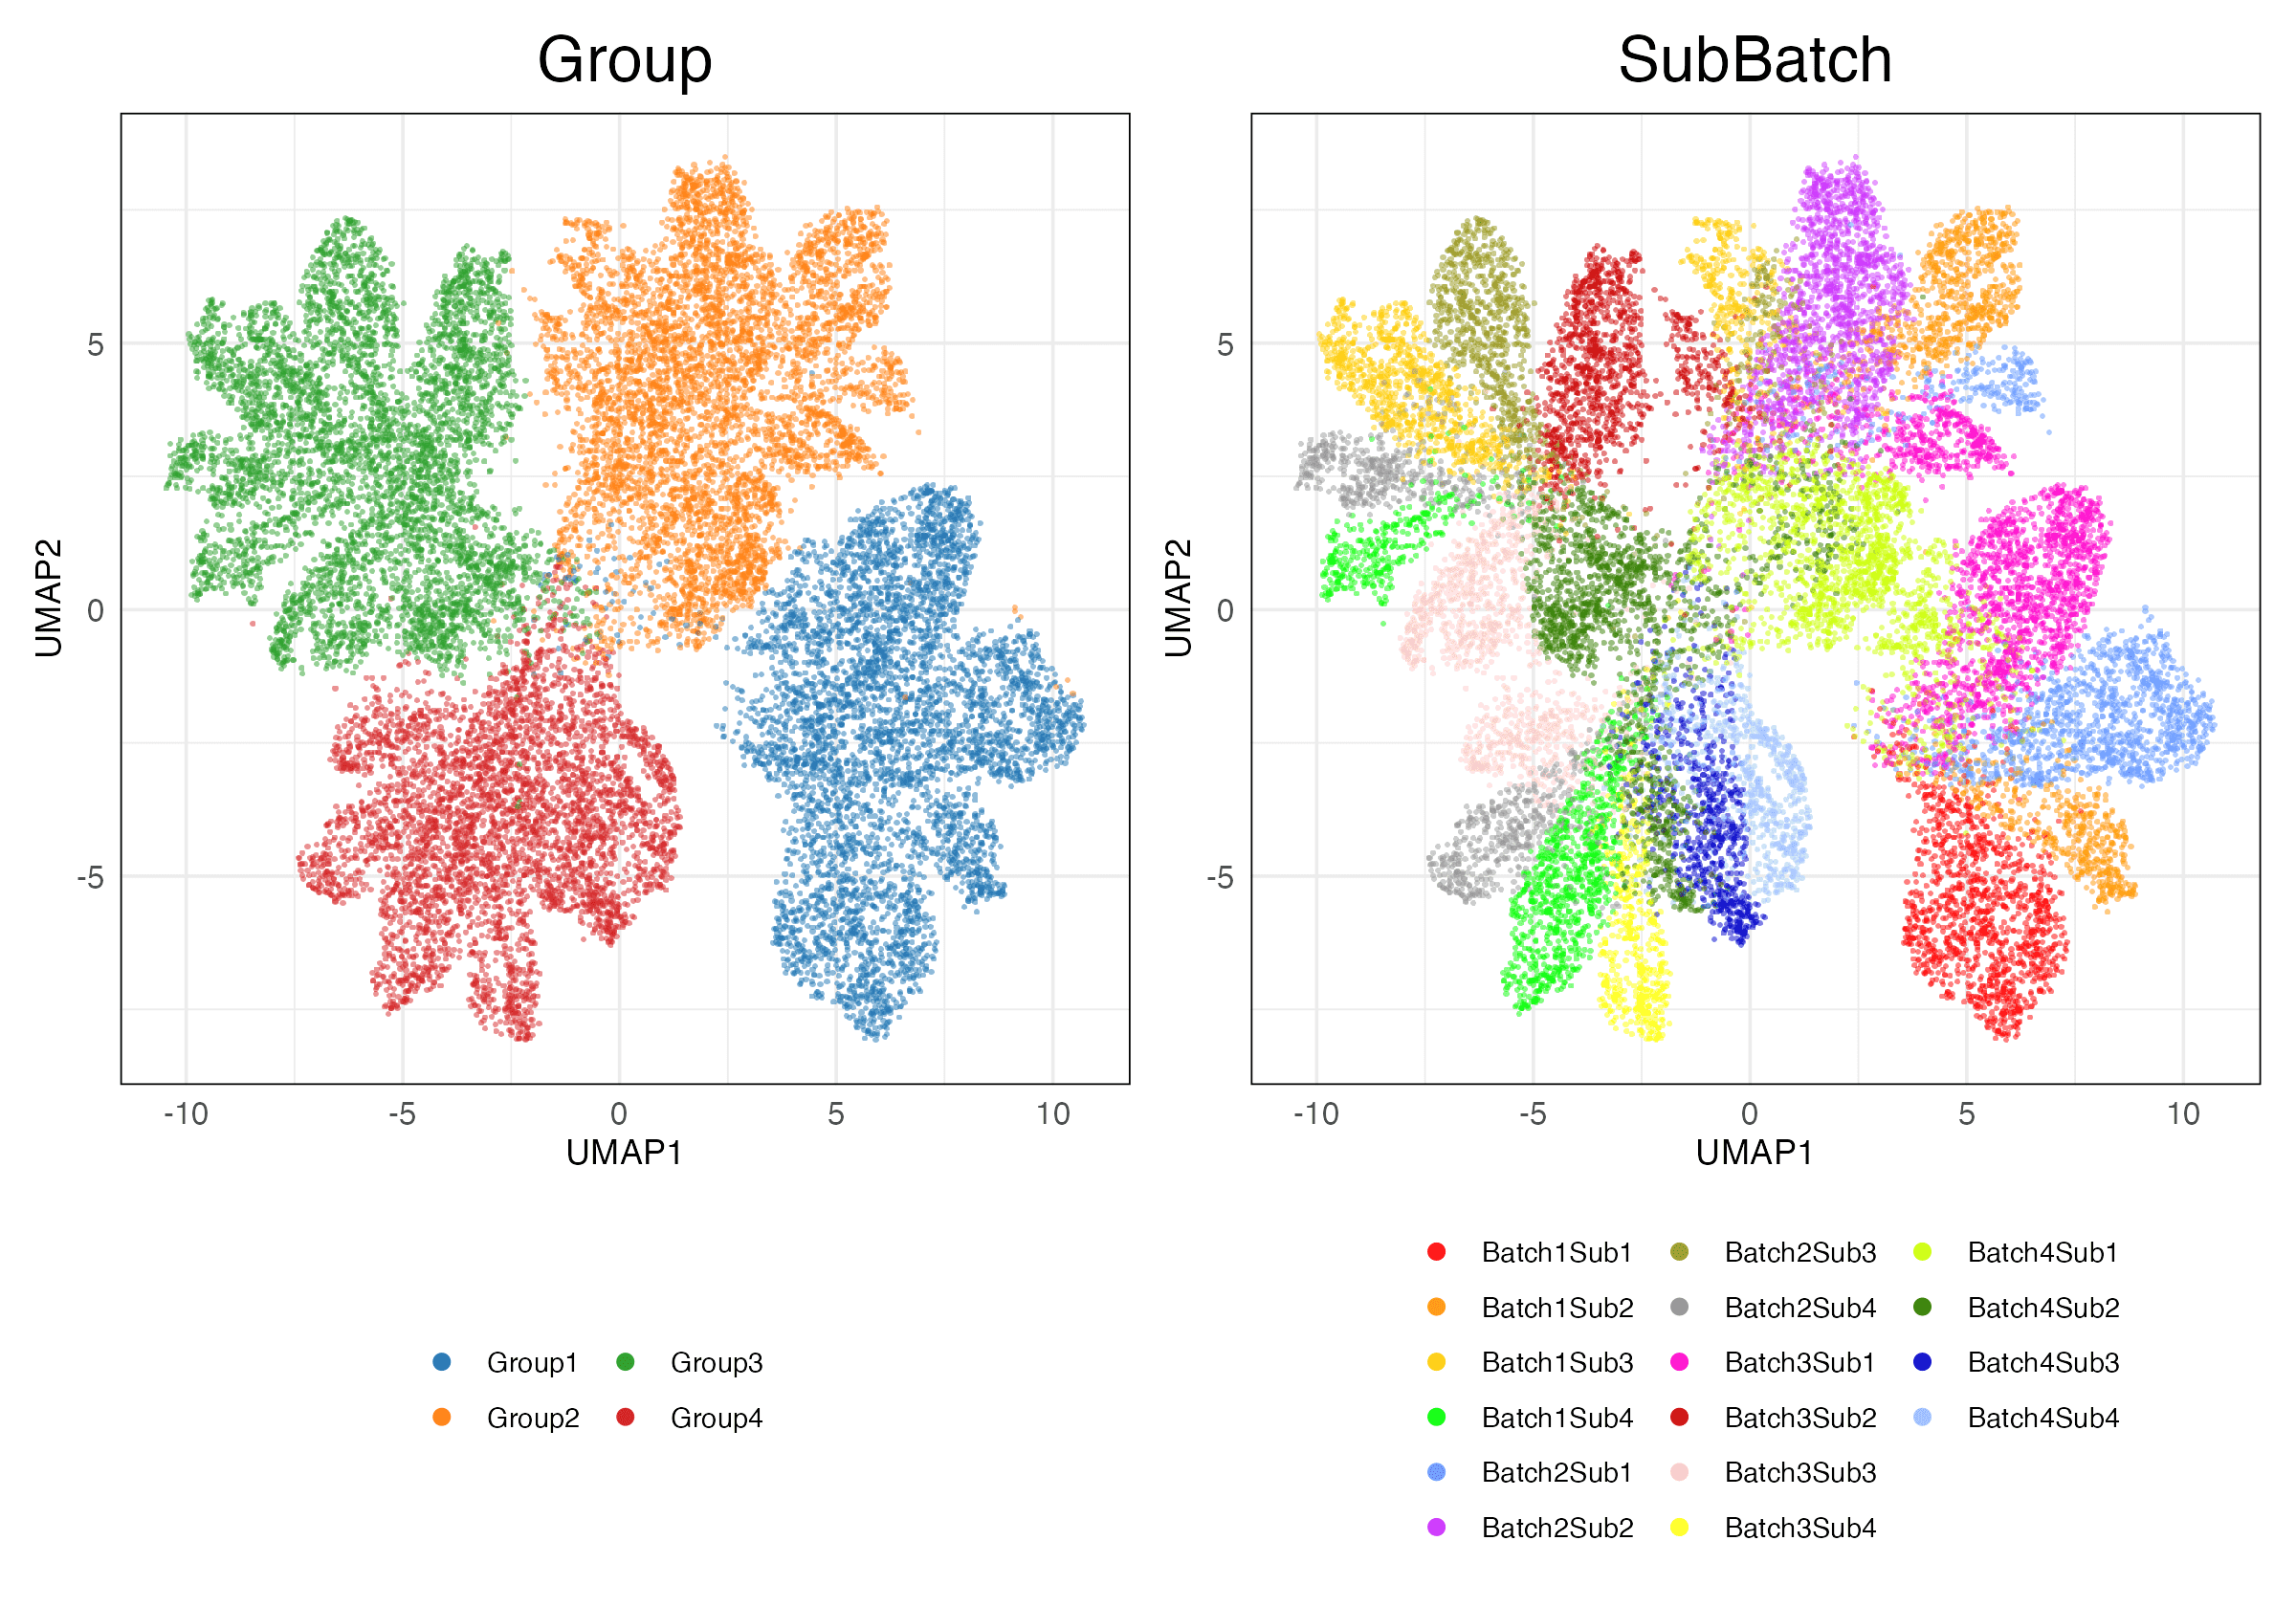 Group
SubBatch
5
0
-5
UMAP2
-10 -5 0 5 10
UMAP1
5
0
-5
UMAP2
-10 -5 0 5 10
UMAP1
Group1 Group3
Group2 Group4
Batch1Sub1 Batch2Sub3 Batch4Sub1
Batch1Sub2 Batch2Sub4 Batch4Sub2
Batch1Sub3 Batch3Sub1 Batch4Sub3
Batch1Sub4 Batch3Sub2 Batch4Sub4
Batch2Sub1 Batch3Sub3
Batch2Sub2 Batch3Sub4